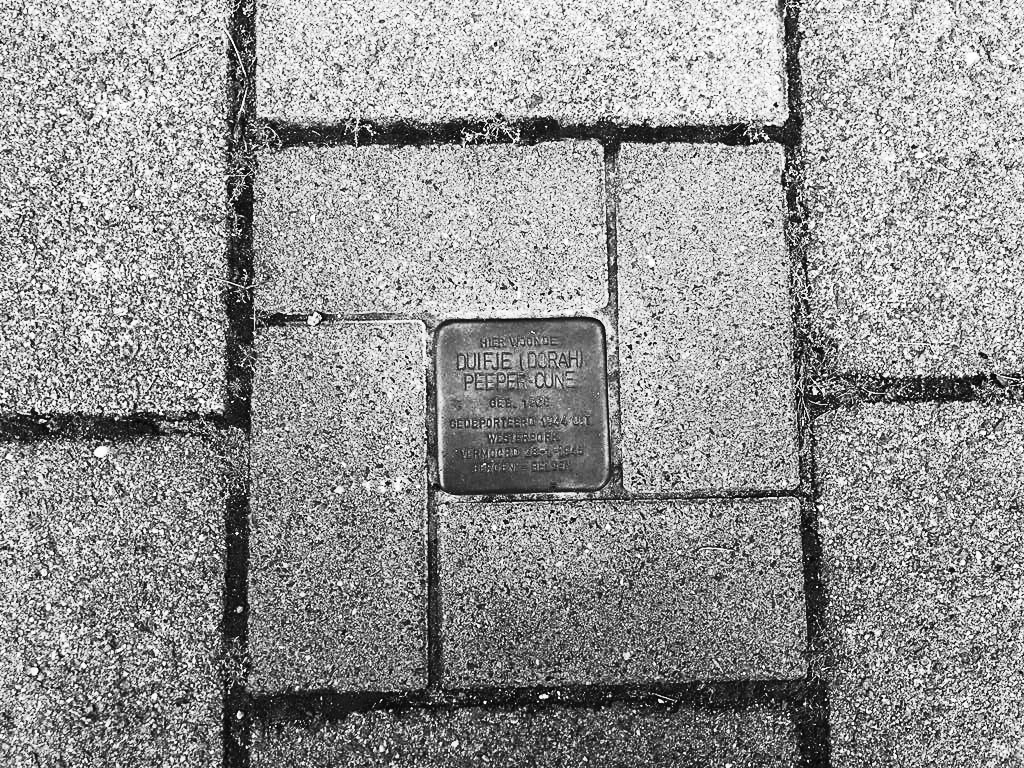 HIER WOONDE
DUIFJE (DORAH)
PEEPER-CUNE
GEB.
GEDEPORTEERD 1944 UIT
WESTERBORK
VERMOORD
BERGEN-BELSEN